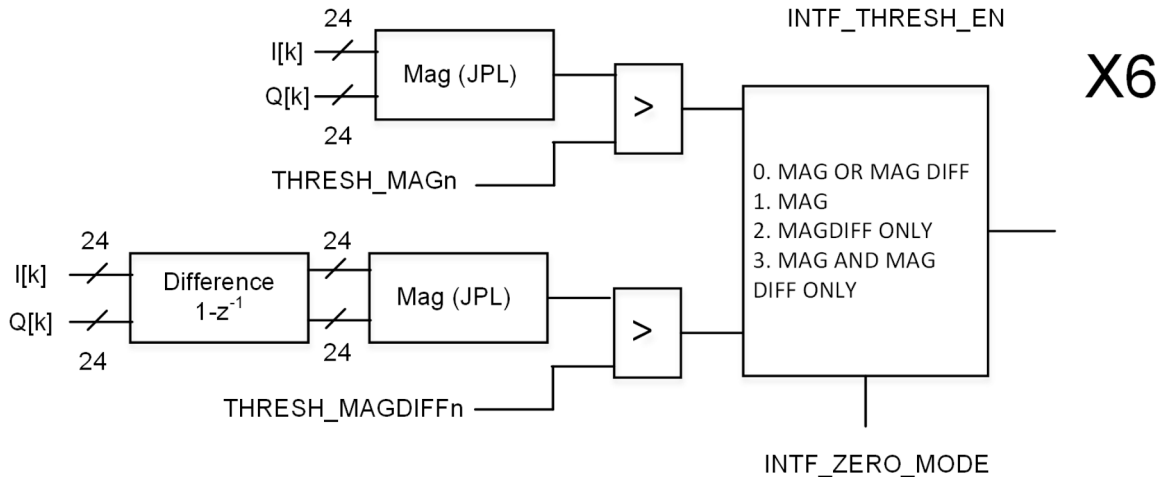 24
INTF_THRESH_EN
I[k]
Mag (JPL)
X6
Q[k]
24
>
THRESH_MAGn
0. MAG OR MAG DIFF
1. MAG
2. MAGDIFF ONLY
3. MAG AND MAG
DIFF ONLY
24
24
I[k]
Difference
1-z⁻¹
Mag (JPL)
Q[k]
24
24
>
THRESH_MAGDIFFn
INTF_ZERO_MODE